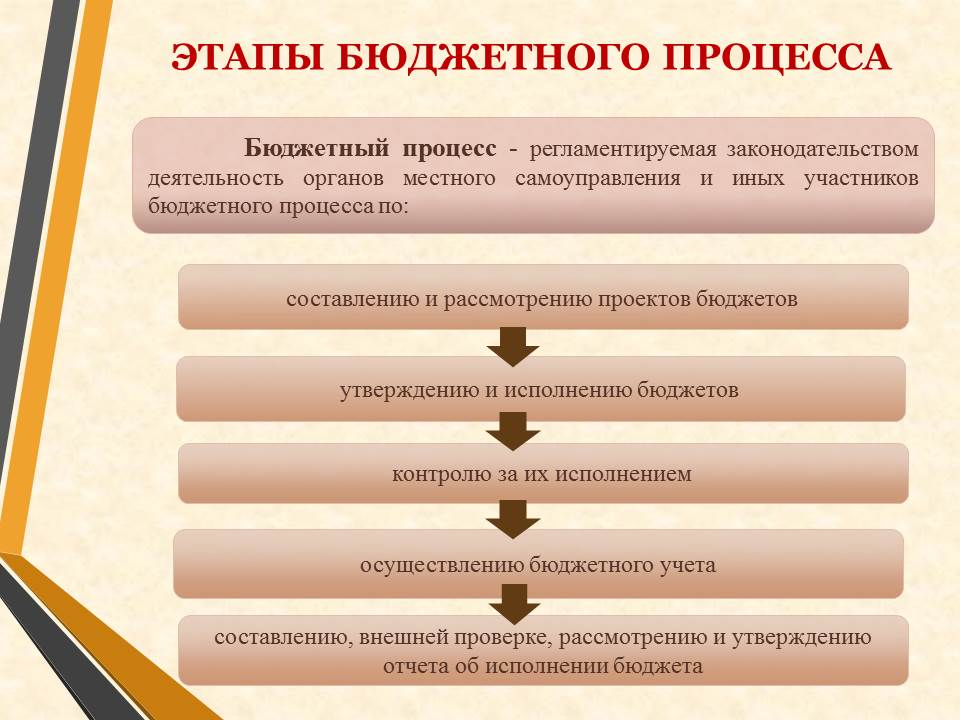 ЭТАПЫ БЮДЖЕТНОГО ПРОЦЕССА
Бюджетный процесс - регламентируемая законодательством
деятельность органов местного самоуправления и иных участников
бюджетного процесса по:
составлению и рассмотрению проектов бюджетов
утверждению и исполнению бюджетов
контролю за их исполнением
осуществлению бюджетного учета
составлению, внешней проверке, рассмотрению и утверждению
отчета об исполнении бюджета